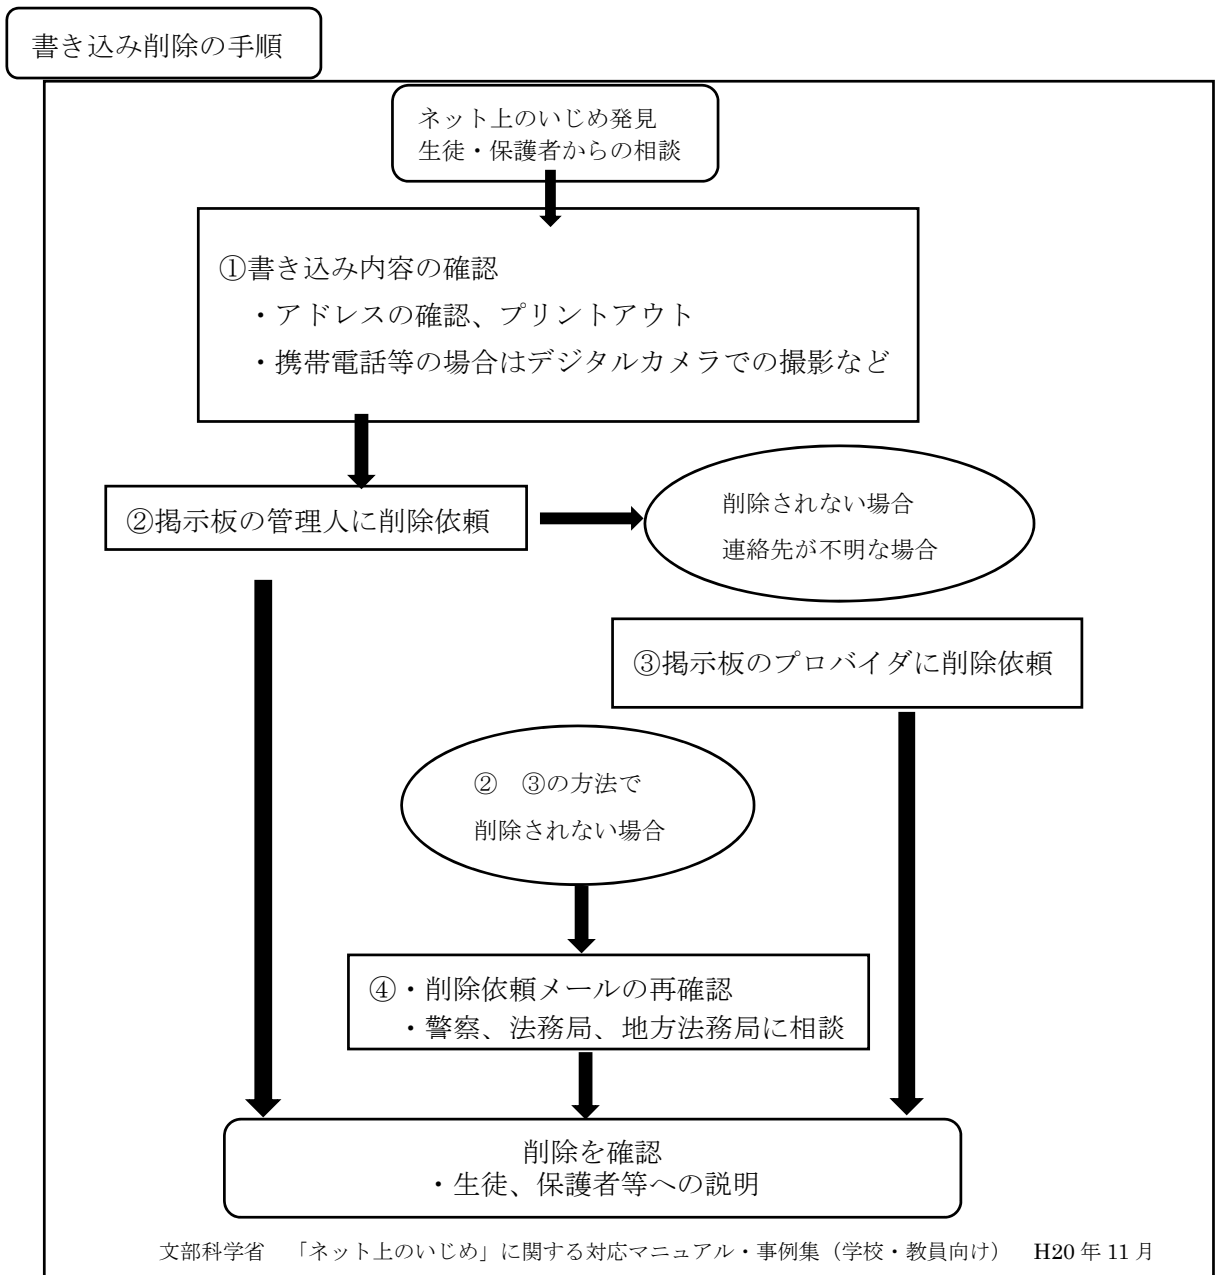 書き込み削除の手順
ネット上のいじめ発見
生徒・保護者からの相談
①書き込み内容の確認
・アドレスの確認、プリントアウト
・携帯電話等の場合はデジタルカメラでの撮影など
②掲示板の管理人に削除依頼
削除されない場合
連絡先が不明な場合
③掲示板のプロバイダに削除依頼
② ③の方法で
削除されない場合
④・削除依頼メールの再確認
・警察、法務局、地方法務局に相談
削除を確認
・生徒、保護者等への説明
文部科学省 「ネット上のいじめ」に関する対応マニュアル・事例集（学校・教員向け） H20 年 11 月